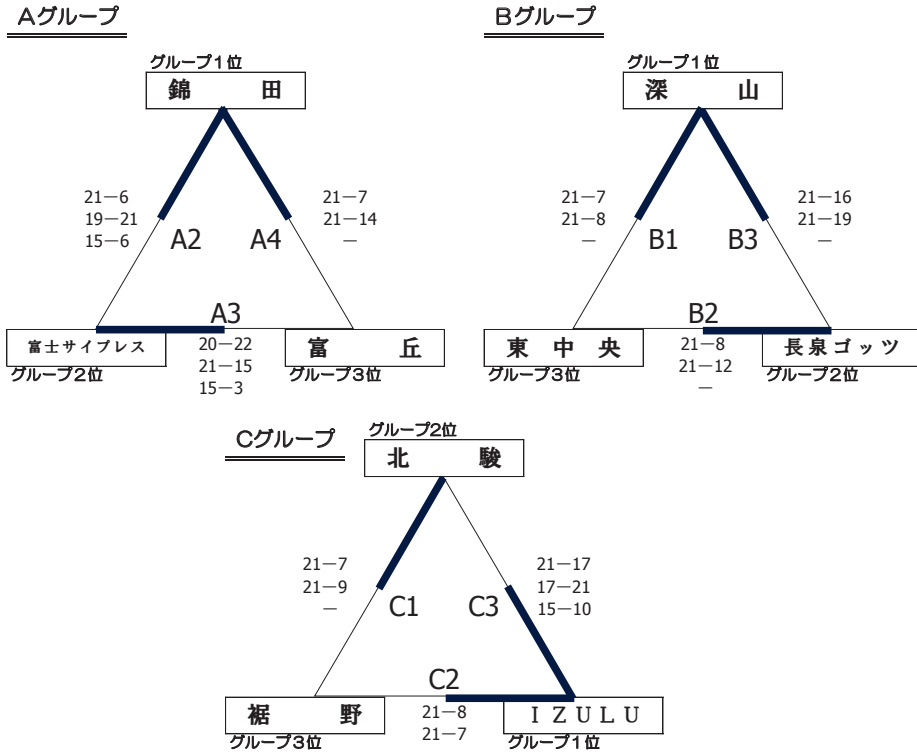 Aグループ
グループ1位
錦　　田
21－6
19－21
15－6
A2
A4
21－7
21－14
－
A3
富士サイプレス
グループ2位
20－22
21－15
15－3
富　　丘
グループ3位
Bグループ
グループ1位
深　　山
21－7
21－8
－
B1
B3
21－16
21－19
－
B2
東　中　央
グループ3位
21－8
21－12
－
長泉ゴッツ
グループ2位
Cグループ
グループ2位
北　　駿
21－7
21－9
－
C1
C3
21－17
17－21
15－10
C2
裾　　野
グループ3位
21－8
21－7
ＩＺＵＬＵ
グループ1位